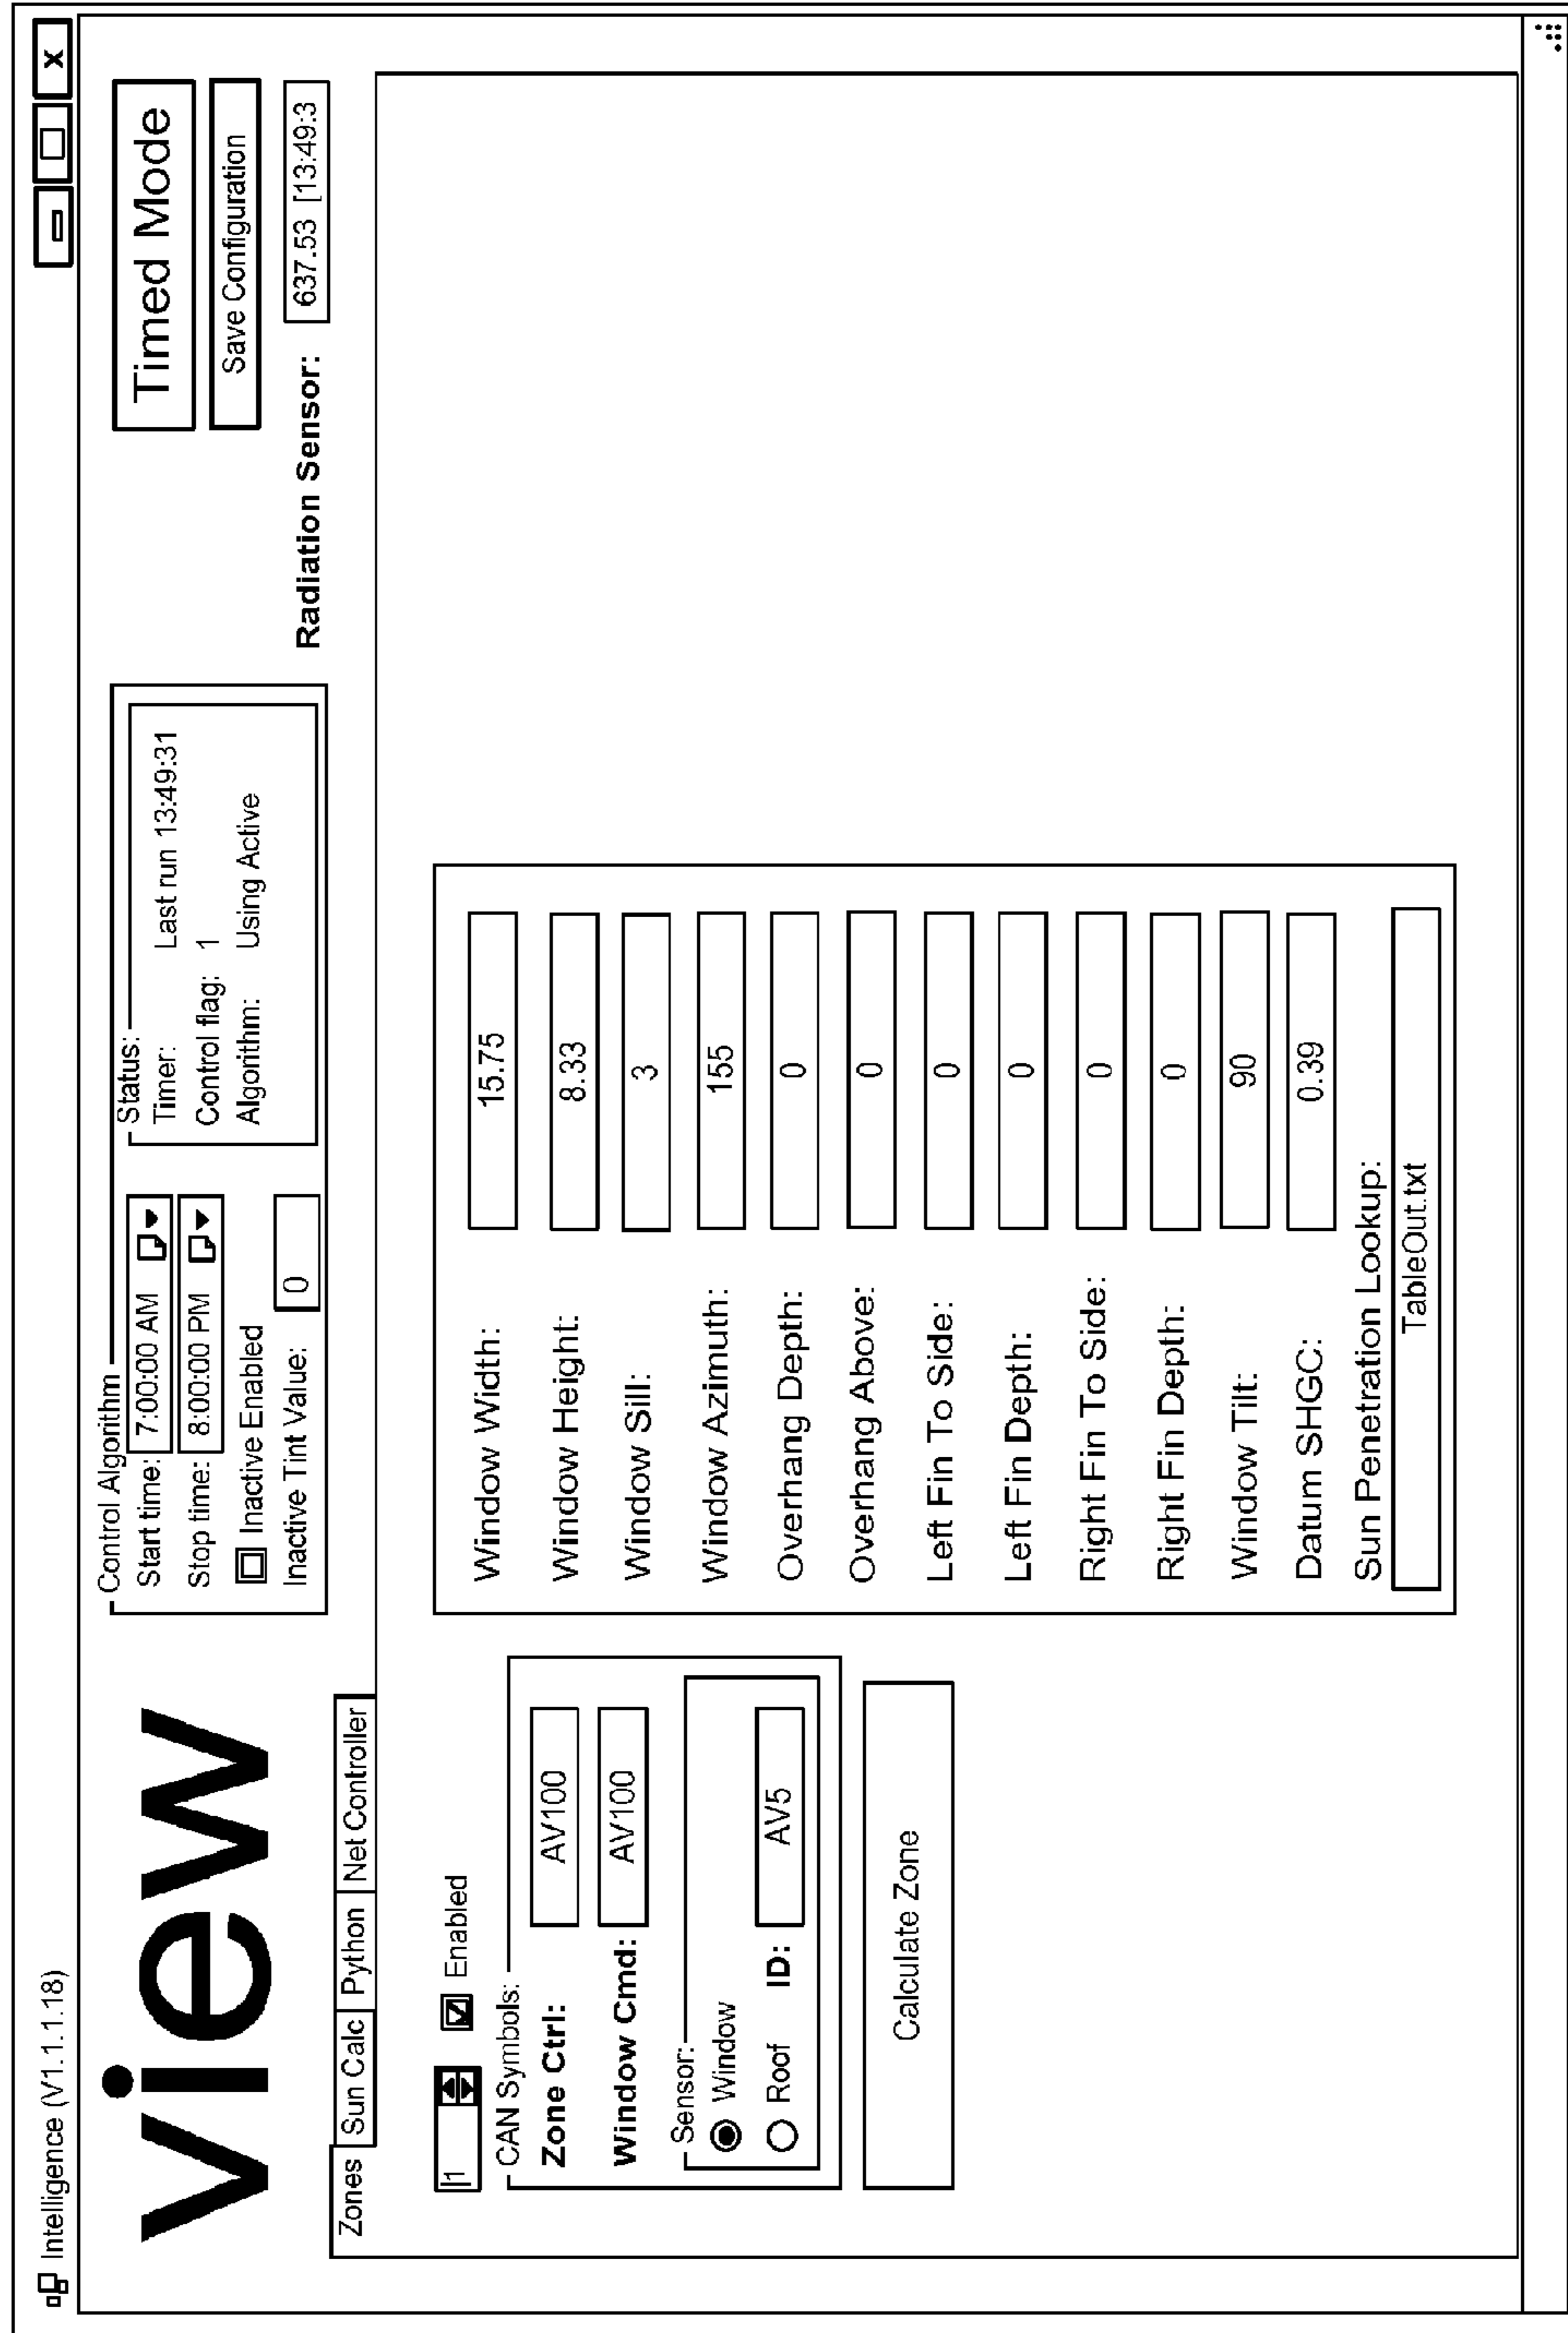 Intelligence (V1.1.1.18)
view
Control Algorithm
Start time: 7:00:00 AM
Stop time: 8:00:00 PM
Inactive Enabled
Inactive Tint Value: 0
Status:
Timer: Last run 13:49:31
Control flag: 1
Algorithm: Using Active
Timed Mode
Save Configuration
Radiation Sensor: 637.53 [13:49:3
Zones Sun Calc Python Net Controller
1 Enabled
CAN Symbols:
Zone Ctrl: AV100
Window Cmd: AV100
Sensor:
Window
Roof ID: AV5
Calculate Zone
Window Width: 15.75
Window Height: 8.33
Window Sill: 3
Window Azimuth: 155
Overhang Depth: 0
Overhang Above: 0
Left Fin To Side: 0
Left Fin Depth: 0
Right Fin To Side: 0
Right Fin Depth: 0
Window Tilt: 90
Datum SHGC: 0.39
Sun Penetration Lookup:
TableOut.txt